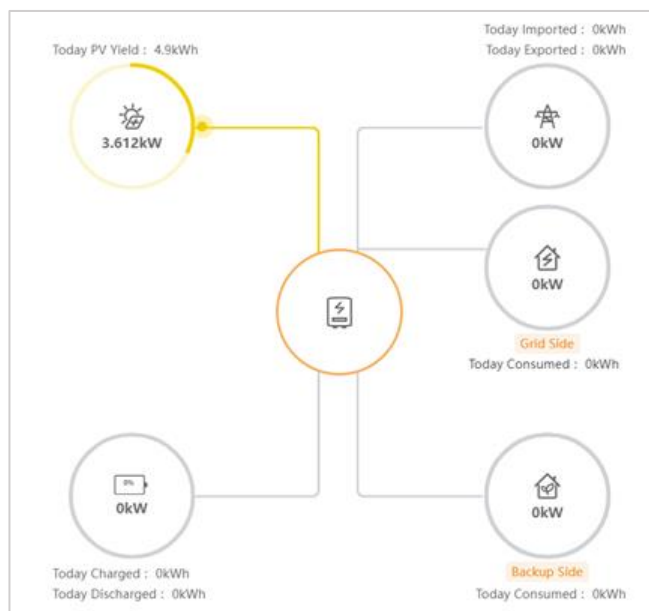 Today Imported : 0kWh
Today PV Yield : 4.9kWh
Today Exported : 0kWh
3.612kW
0kW
0kW
Grid Side
Today Consumed : 0kWh
0%
0kW
0kW
Today Charged : 0kWh
Backup Side
Today Discharged : 0kWh
Today Consumed : 0kWh